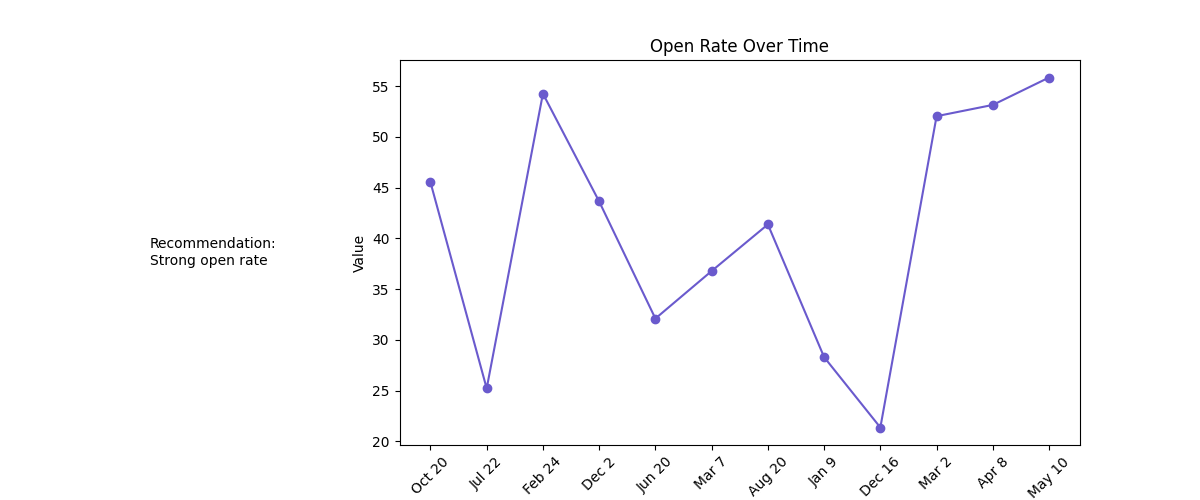 Open Rate Over Time
Recommendation:
Strong open rate
Value
55
50
45
40
35
30
25
20
Oct 20
Jul 22
Feb 24
Dec 2
Jun 20
Mar 7
Aug 20
Jan 9
Dec 16
Mar 2
Apr 8
May 10